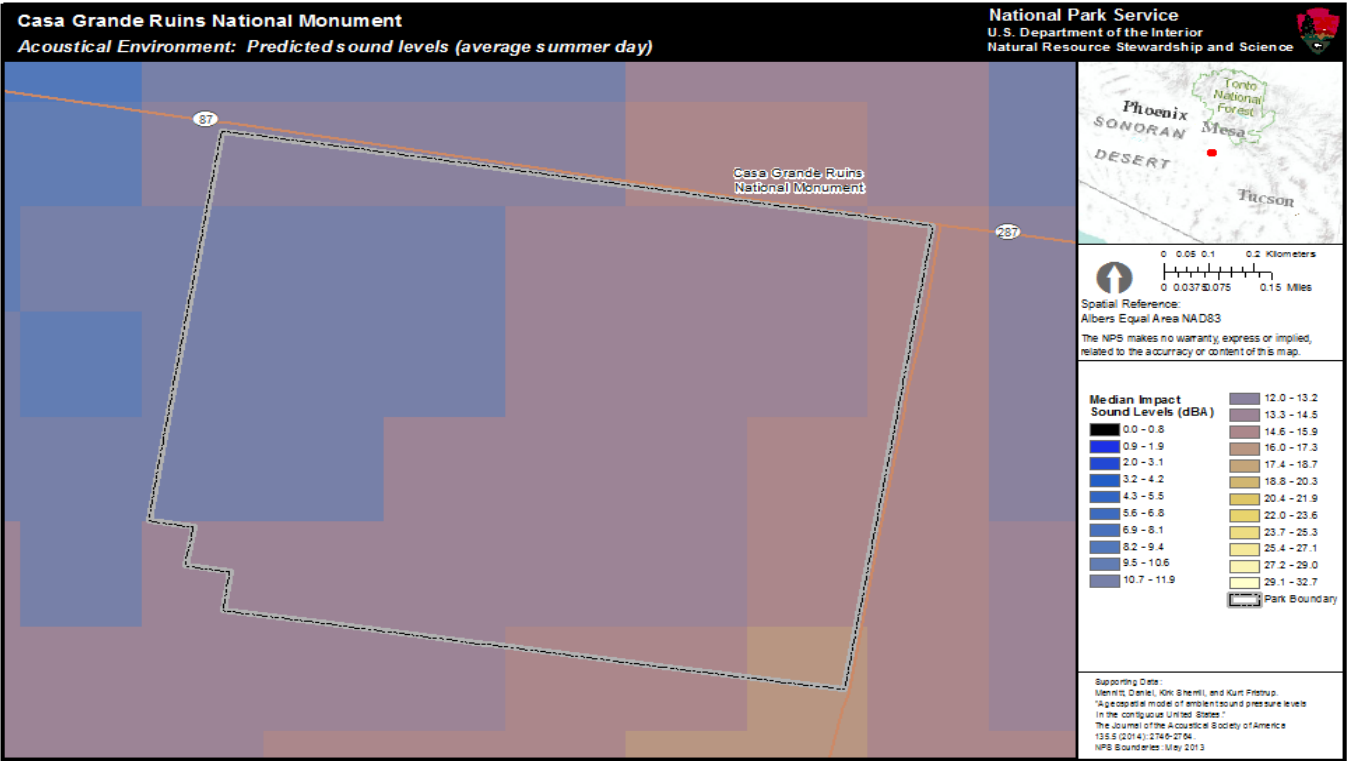 Casa Grande Ruins National Monument
Acoustical Environment: Predicted sound levels (average summer day)
National Park Service
U.S. Department of the Interior
Natural Resource Stewardship and Science
87
Casa Grande Ruins
National Monument
287
Tonto
National
Forest
Phoenix
Mesa
SONORAN
DESERT
Tucson
0 0.05 0.1 0.2 Kilometers
0 0.0375 0.075 0.15 Miles
Spatial Reference:
Albers Equal Area NAD83
The NPS makes no warranty, express or implied,
related to the accurracy or content of this map.
Median Impact
Sound Levels (dBA)
0.0 - 0.8
0.9 - 1.9
2.0 - 3.1
3.2 - 4.2
4.3 - 5.5
5.6 - 6.8
6.9 - 8.1
8.2 - 9.4
9.5 - 10.6
10.7 - 11.9
12.0 - 13.2
13.3 - 14.5
14.6 - 15.9
16.0 - 17.3
17.4 - 18.7
18.8 - 20.3
20.4 - 21.9
22.0 - 23.6
23.7 - 25.3
25.4 - 27.1
27.2 - 29.0
29.1 - 32.7
Park Boundary
Supporting Data:
Mennitt, Daniel, Kirk Sherrill, and Kurt Fristrup.
"A geospatial model of ambient sound pressure levels
in the contiguous United States."
The Journal of the Acoustical Society of America
135.5 (2014): 2746-2764.
NPS Boundaries: May 2013